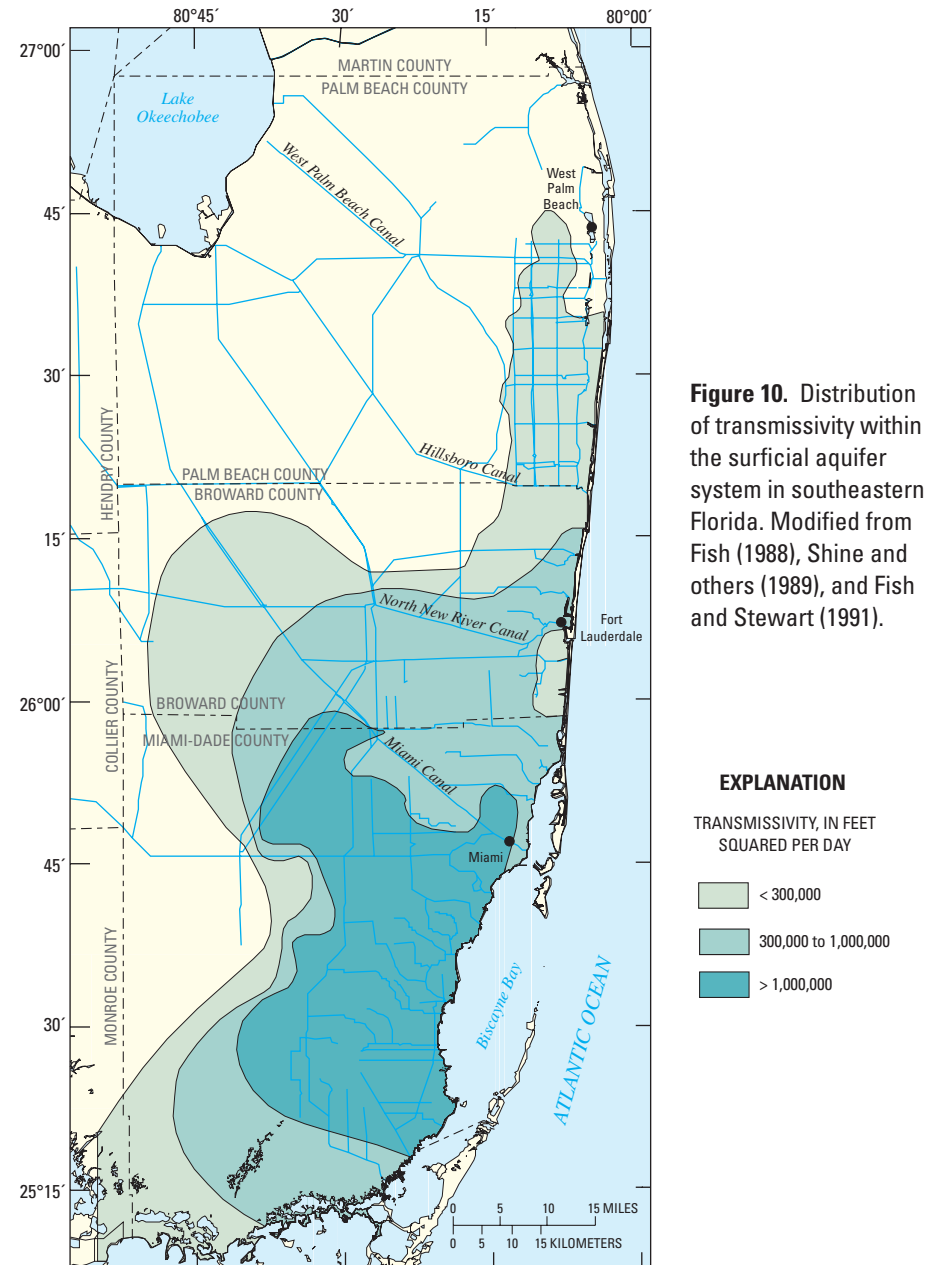 80°45´ 30´ 15´ 80°00´
27°00´
MARTIN COUNTY
PALM BEACH COUNTY
Lake
Okeechobee
West Palm Beach Canal
West
Palm
Beach
45´
30´
HENDRY COUNTY
Hillsboro Canal
PALM BEACH COUNTY
BROWARD COUNTY
15´
North New River Canal
Fort
Lauderdale
COLLIER COUNTY
26°00´
BROWARD COUNTY
MIAMI-DADE COUNTY
Miami Canal
45´
Miami
MONROE COUNTY
30´
Biscayne Bay
ATLANTIC OCEAN
25°15´
0 5 10 15 MILES
0 5 10 15 KILOMETERS
Figure 10. Distribution
of transmissivity within
the surficial aquifer
system in southeastern
Florida. Modified from
Fish (1988), Shine and
others (1989), and Fish
and Stewart (1991).
EXPLANATION
TRANSMISSIVITY, IN FEET
SQUARED PER DAY
< 300,000
300,000 to 1,000,000
> 1,000,000